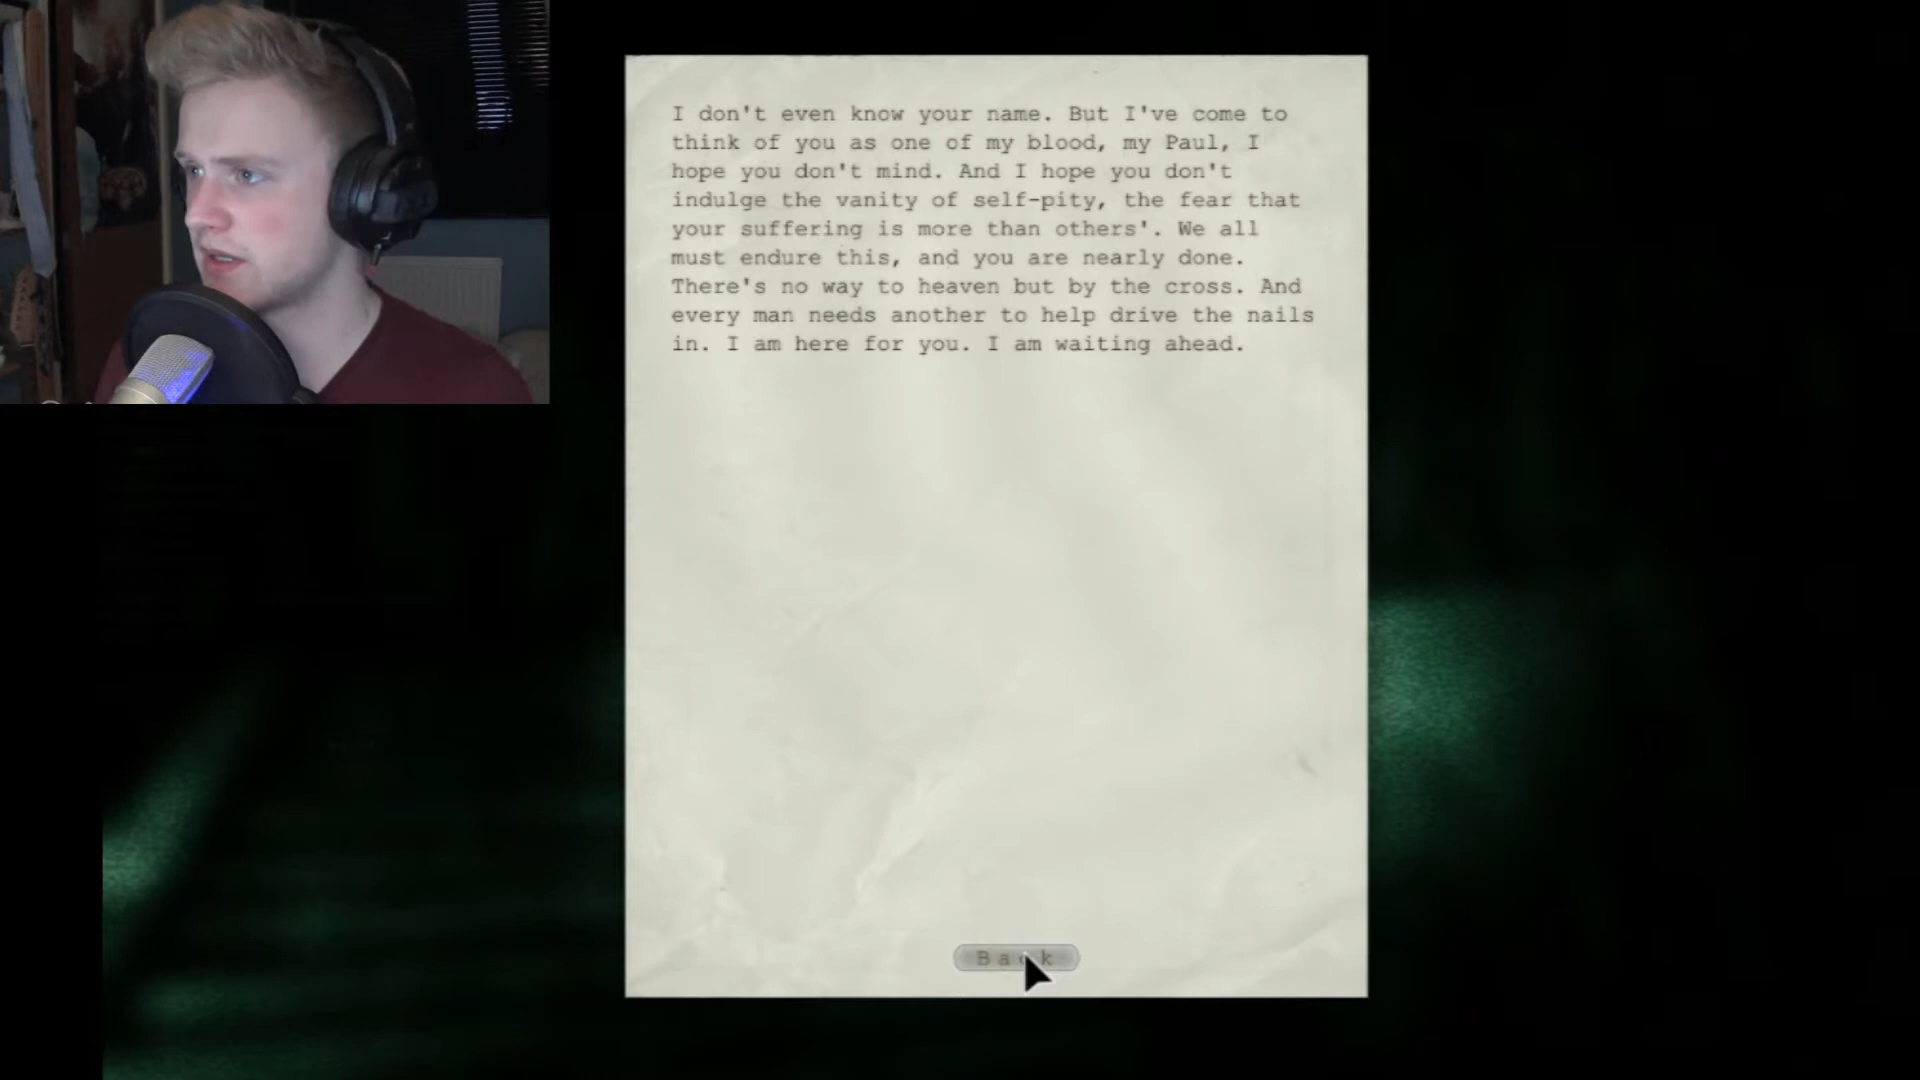 I don't even know your name. But I've come to
think of you as one of my blood, my Paul, I
hope you don't mind. And I hope you don't
indulge the vanity of self-pity, the fear that
your suffering is more than others'. We all
must endure this, and you are nearly done.
There's no way to heaven but by the cross. And
every man needs another to help drive the nails
in. I am here for you. I am waiting ahead.
Back